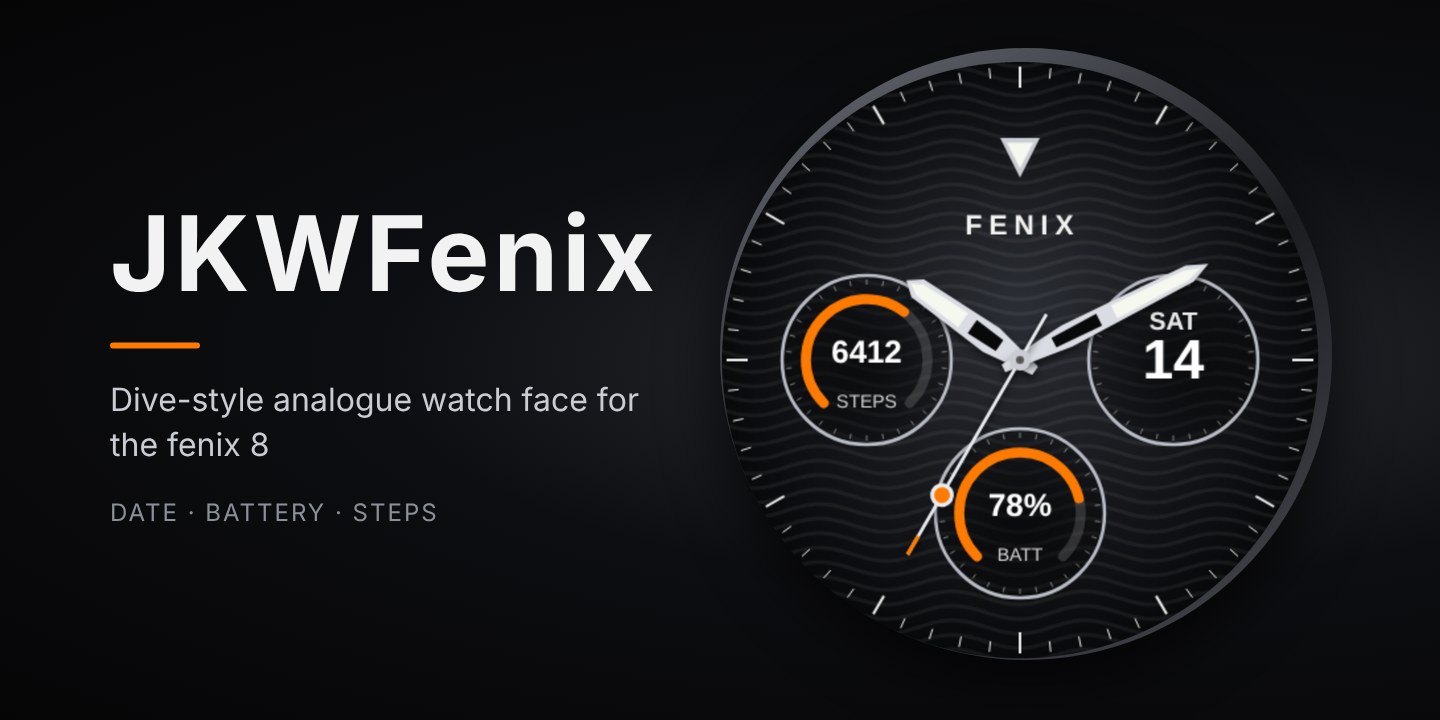 JKWFenix
Dive-style analogue watch face for
the fenix 8
DATE · BATTERY · STEPS
FENIX
6412
STEPS
SAT
14
78%
BATT